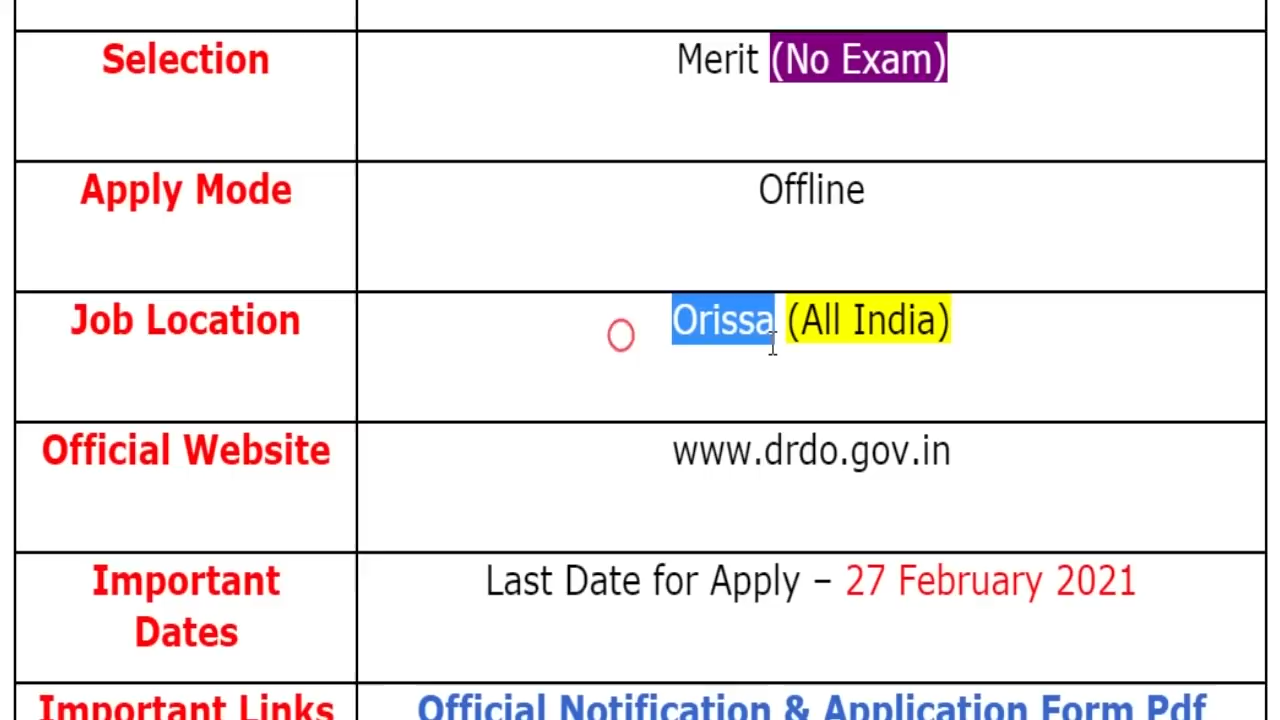 Selection
Merit (No Exam)
Apply Mode
Offline
Job Location
Orissa (All India)
Official Website
www.drdo.gov.in
Important
Dates
Last Date for Apply – 27 February 2021
Important Links
Official Notification & Application Form Pdf